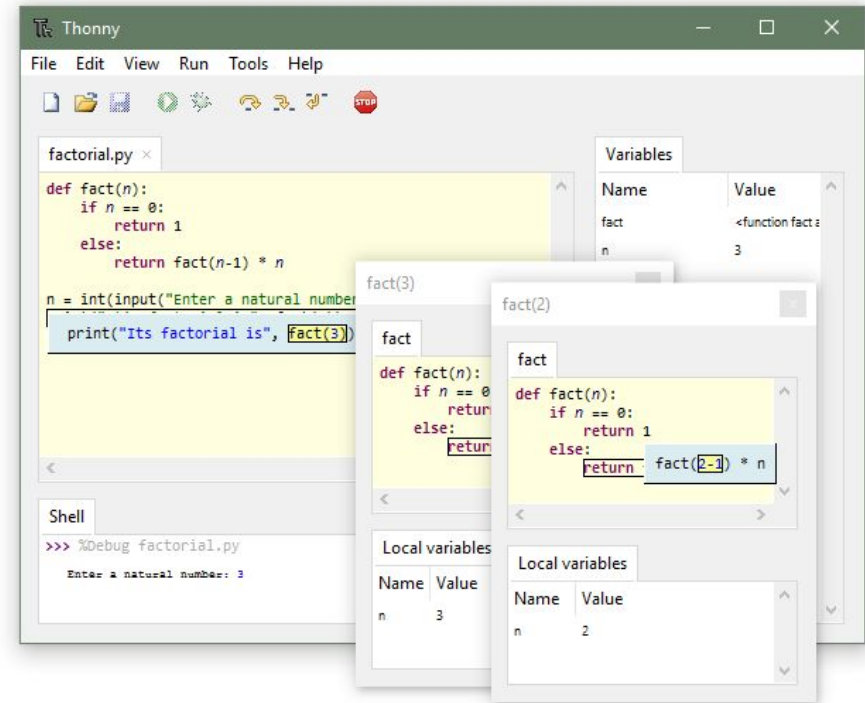 Thonny
File Edit View Run Tools Help
STOP
factorial.py ×
def fact(n):
if n == 0:
return 1
else:
return fact(n-1) * n
n = int(input("Enter a natural number
print("Its factorial is", fact(3))
Shell
>>> %Debug factorial.py
Enter a natural number: 3
Variables
Name Value
fact <function fact a
n 3
fact(3)
fact
def fact(n):
if n == 0
retur
else:
retur
Local variables
Name Value
n 3
fact(2)
fact
def fact(n):
if n == 0:
return 1
else:
return fact(2-1) * n
Local variables
Name Value
n 2